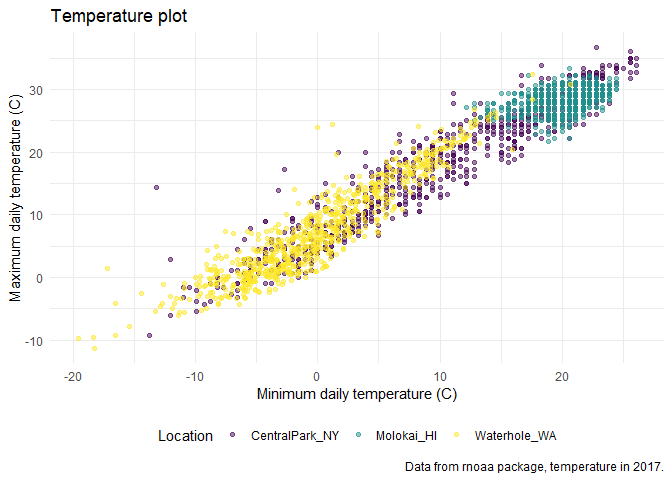 Temperature plot
Maximum daily temperature (C)
30
20
10
0
-10
-20
-10
0
10
20
Minimum daily temperature (C)
Location
CentralPark_NY
Molokai_HI
Waterhole_WA
Data from rnoaa package, temperature in 2017.